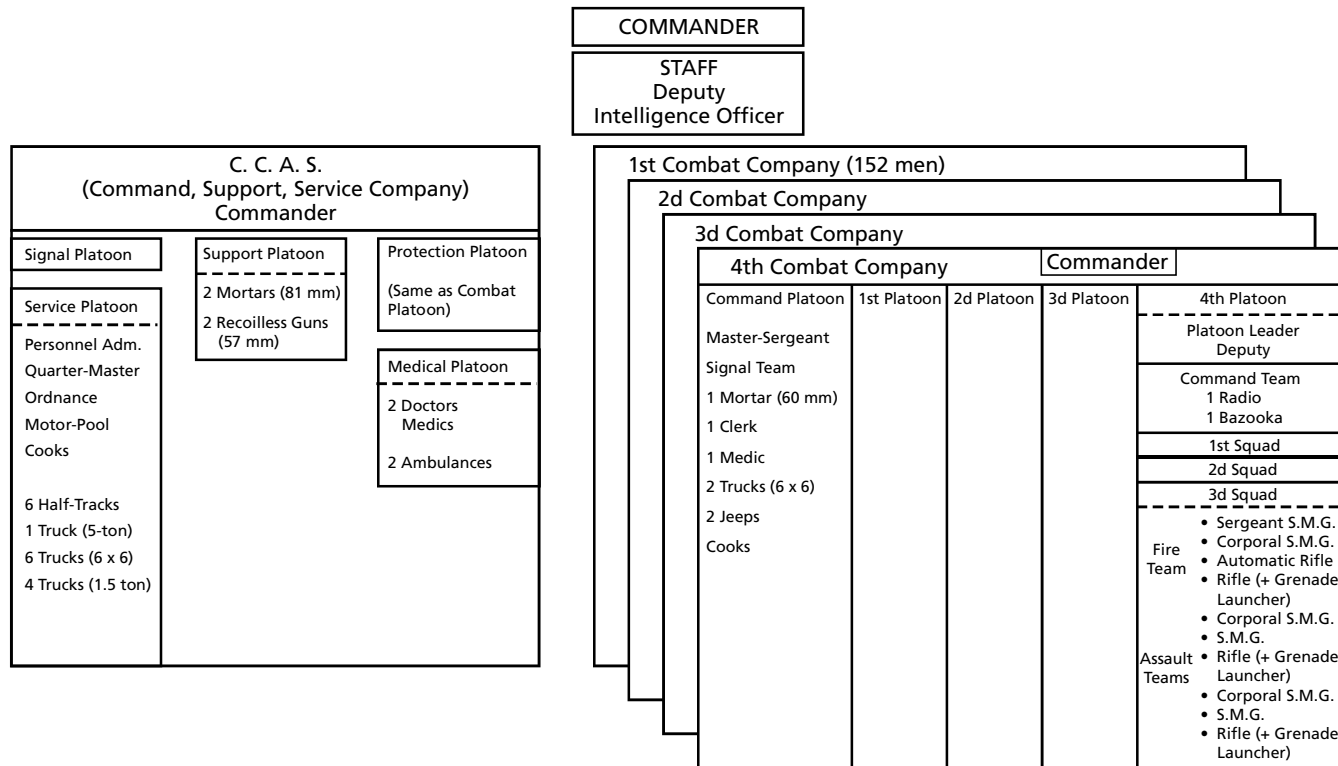 COMMANDER
STAFF
Deputy
Intelligence Officer
C. C. A. S.
(Command, Support, Service Company)
Commander
Signal Platoon
Service Platoon
Personnel Adm.
Quarter-Master
Ordnance
Motor-Pool
Cooks
6 Half-Tracks
1 Truck (5-ton)
6 Trucks (6 x 6)
4 Trucks (1.5 ton)
Support Platoon
2 Mortars (81 mm)
2 Recoilless Guns
(57 mm)
Protection Platoon
(Same as Combat
Platoon)
Medical Platoon
2 Doctors
Medics
2 Ambulances
1st Combat Company (152 men)
2d Combat Company
3d Combat Company
4th Combat Company
Commander
Command Platoon
Master-Sergeant
Signal Team
1 Mortar (60 mm)
1 Clerk
1 Medic
2 Trucks (6 x 6)
2 Jeeps
Cooks
1st Platoon
2d Platoon
3d Platoon
4th Platoon
Platoon Leader
Deputy
Command Team
1 Radio
1 Bazooka
1st Squad
2d Squad
3d Squad
Fire
Team
• Sergeant S.M.G.
• Corporal S.M.G.
• Automatic Rifle
• Rifle (+ Grenade
Launcher)
Assault
Teams
• Corporal S.M.G.
• S.M.G.
• Rifle (+ Grenade
Launcher)
• Corporal S.M.G.
• S.M.G.
• Rifle (+ Grenade
Launcher)